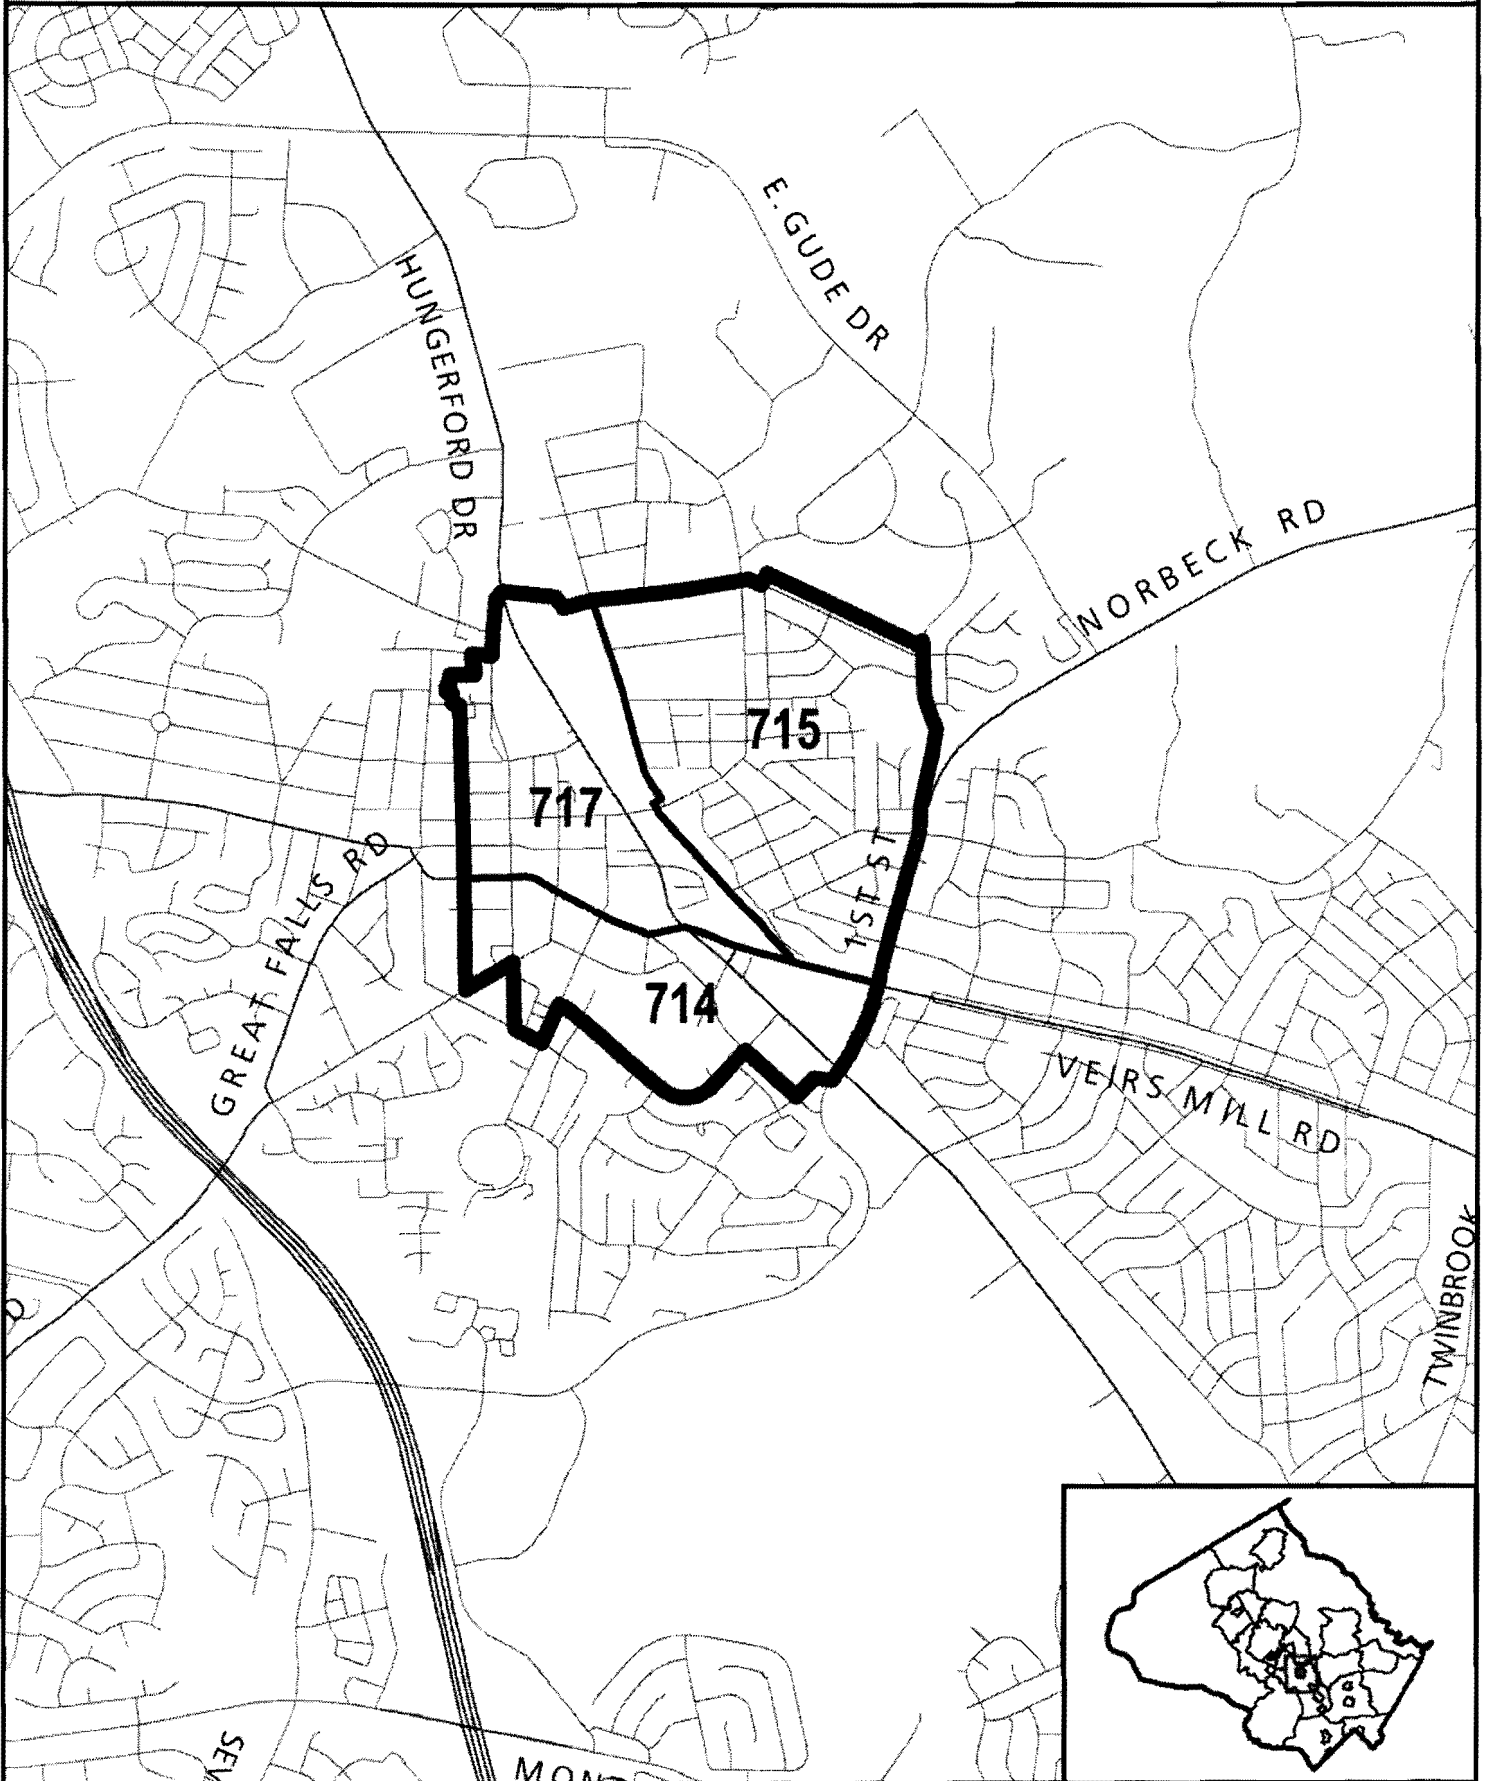 E. GUDE DR
HUNGERFORD DR
NORBECK RD
715
717
1ST ST
GREAT FALLS RD
714
VEIRS MILL RD
TWINBROOK